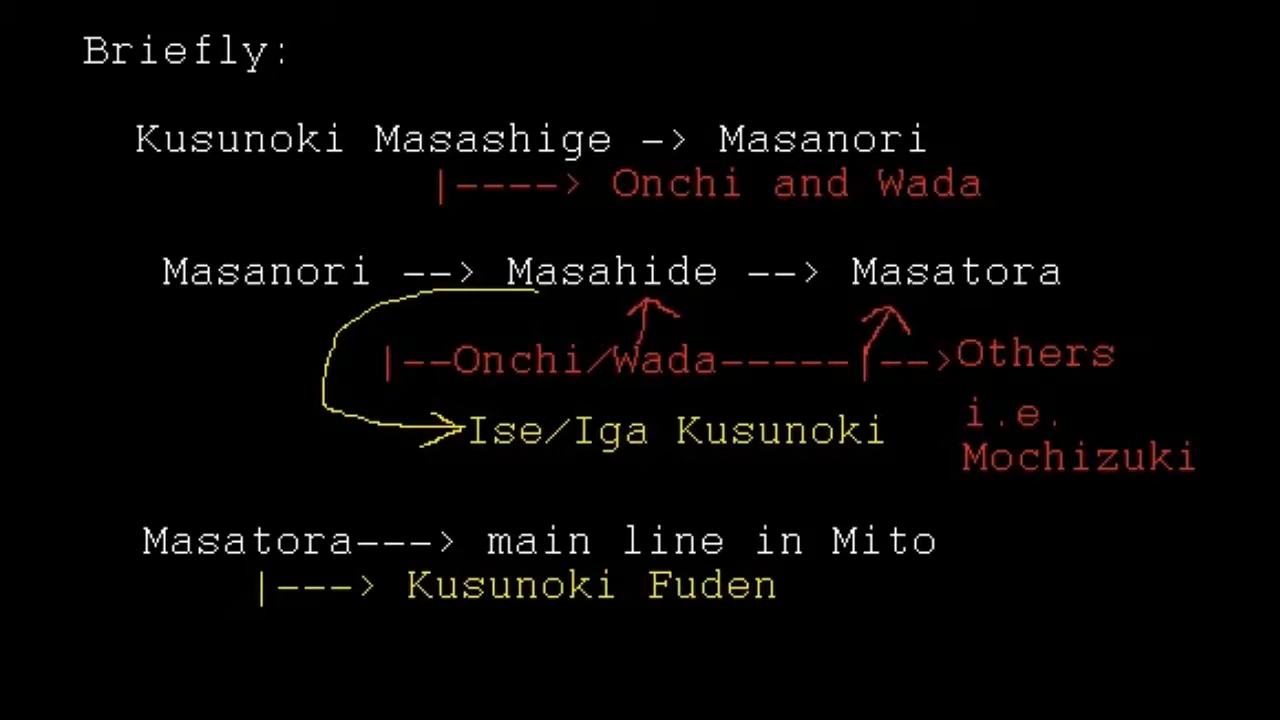 Briefly:
Kusunoki Masashige -> Masanori
|----> Onchi and Wada
Masanori --> Masahide --> Masatora
|--Onchi/Wada-----|-->Others
i.e.
Mochizuki
Ise/Iga Kusunoki
Masatora---> main line in Mito
|---> Kusunoki Fuden